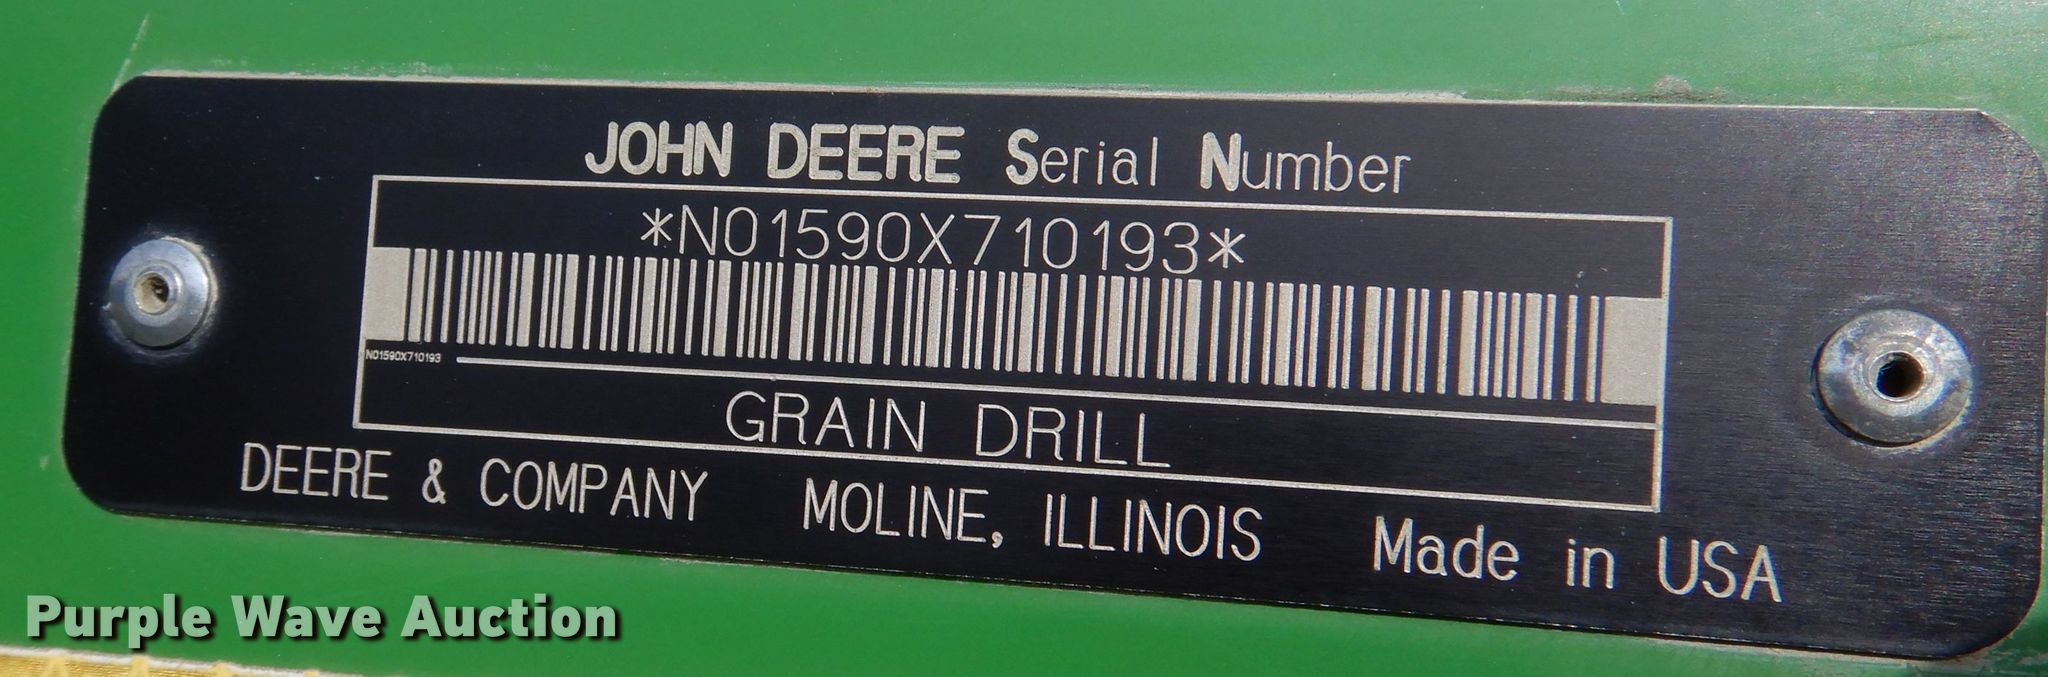 JOHN DEERE Serial Number
*N01590X710193*
N01590X710193
GRAIN DRILL
DEERE & COMPANY MOLINE, ILLINOIS Made in USA
Purple Wave Auction